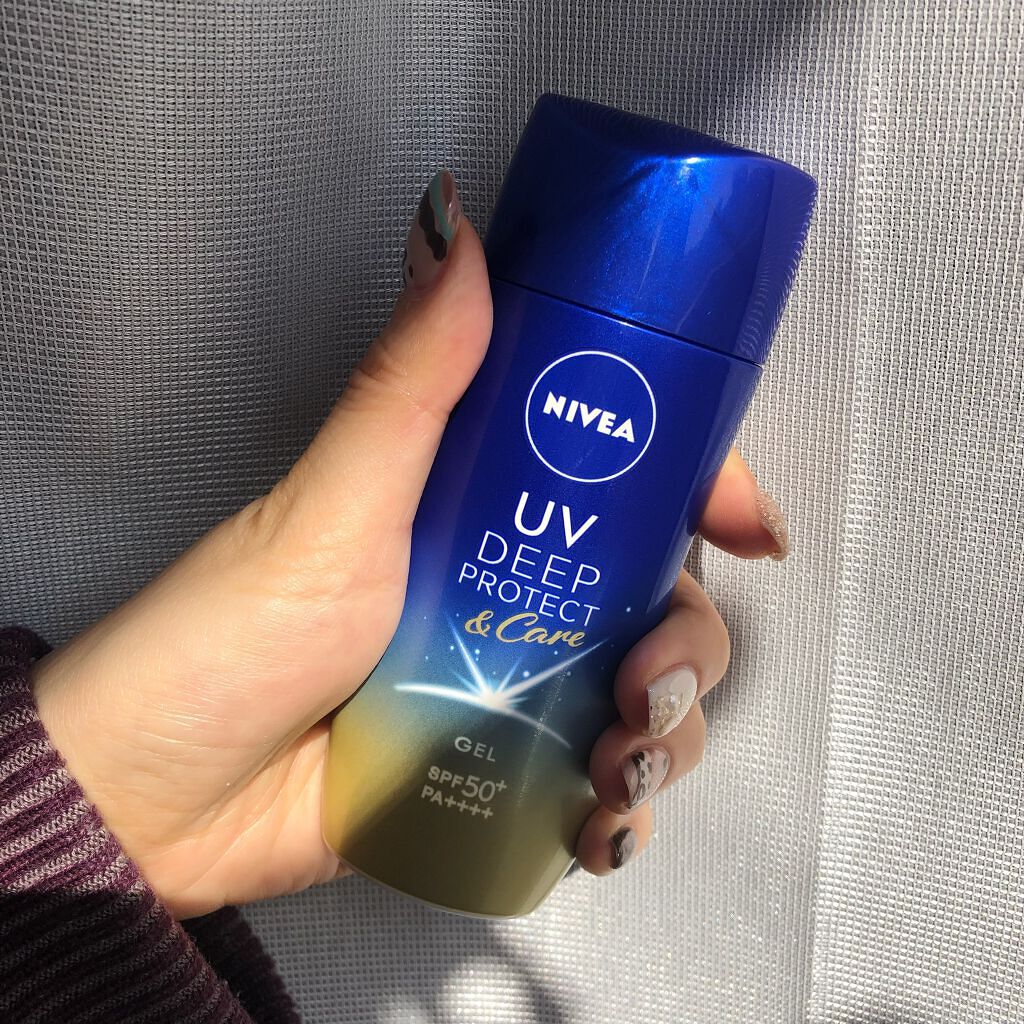 NIVEA
UV
DEEP
PROTECT
& Care
GEL
SPF50+
PA++++